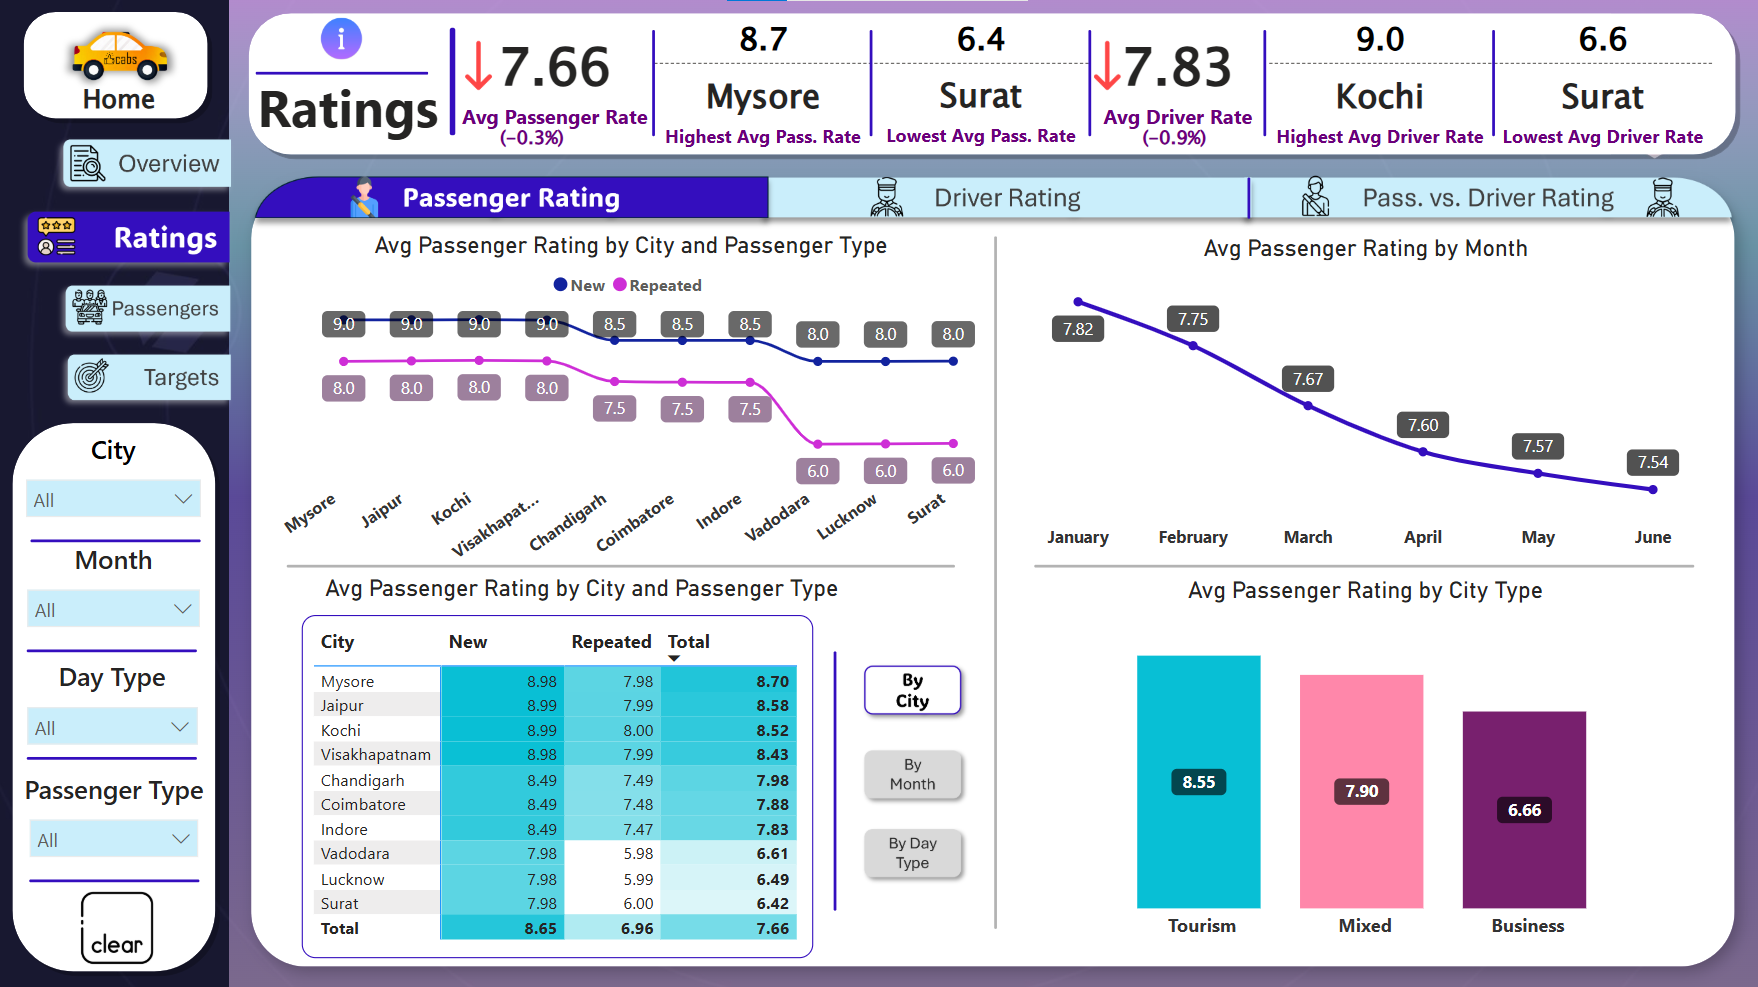 cabs
Home
Overview
Ratings
Passengers
Targets
City
All
Month
All
Day Type
All
Passenger Type
All
clear
i
Ratings
7.66
Avg Passenger Rate
(−0.3%)
8.7
Mysore
Highest Avg Pass. Rate
6.4
Surat
Lowest Avg Pass. Rate
7.83
Avg Driver Rate
(−0.9%)
9.0
Kochi
Highest Avg Driver Rate
6.6
Surat
Lowest Avg Driver Rate
Passenger Rating
Driver Rating
Pass. vs. Driver Rating
Avg Passenger Rating by City and Passenger Type
New Repeated
9.0 9.0 9.0 9.0 8.5 8.5 8.5 8.0 8.0 8.0
8.0 8.0 8.0 8.0 7.5 7.5 7.5 6.0 6.0 6.0
Mysore Jaipur Kochi Visakhapat... Chandigarh Coimbatore Indore Vadodara Lucknow Surat
Avg Passenger Rating by Month
7.82 7.75 7.67 7.60 7.57 7.54
January February March April May June
Avg Passenger Rating by City and Passenger Type
City New Repeated Total
Mysore 8.98 7.98 8.70
Jaipur 8.99 7.99 8.58
Kochi 8.99 8.00 8.52
Visakhapatnam 8.98 7.99 8.43
Chandigarh 8.49 7.49 7.98
Coimbatore 8.49 7.48 7.88
Indore 8.49 7.47 7.83
Vadodara 7.98 5.98 6.61
Lucknow 7.98 5.99 6.49
Surat 7.98 6.00 6.42
Total 8.65 6.96 7.66
By
City
By
Month
By Day
Type
Avg Passenger Rating by City Type
8.55 7.90 6.66
Tourism Mixed Business